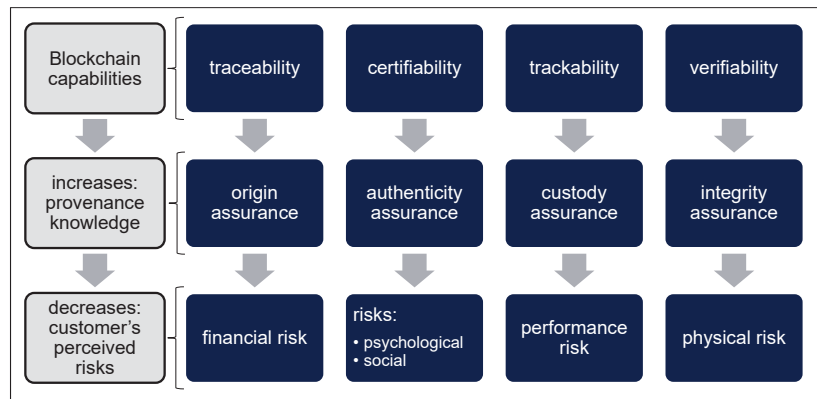 Blockchain
capabilities
traceability
certifiability
trackability
verifiability
increases:
provenance
knowledge
origin
assurance
authenticity
assurance
custody
assurance
integrity
assurance
decreases:
customer’s
perceived
risks
financial risk
risks:
• psychological
• social
performance
risk
physical risk